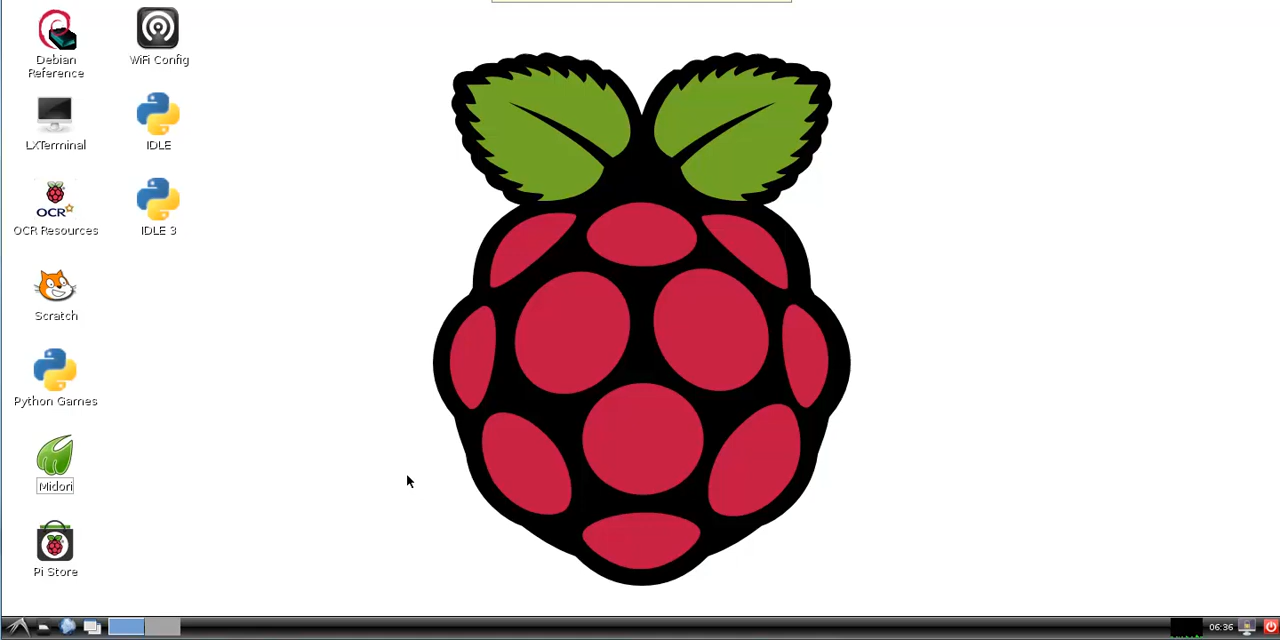 Debian
Reference
WiFi Config
LXTerminal
IDLE
OCR
OCR Resources
IDLE 3
Scratch
Python Games
Midori
Pi Store
06:36